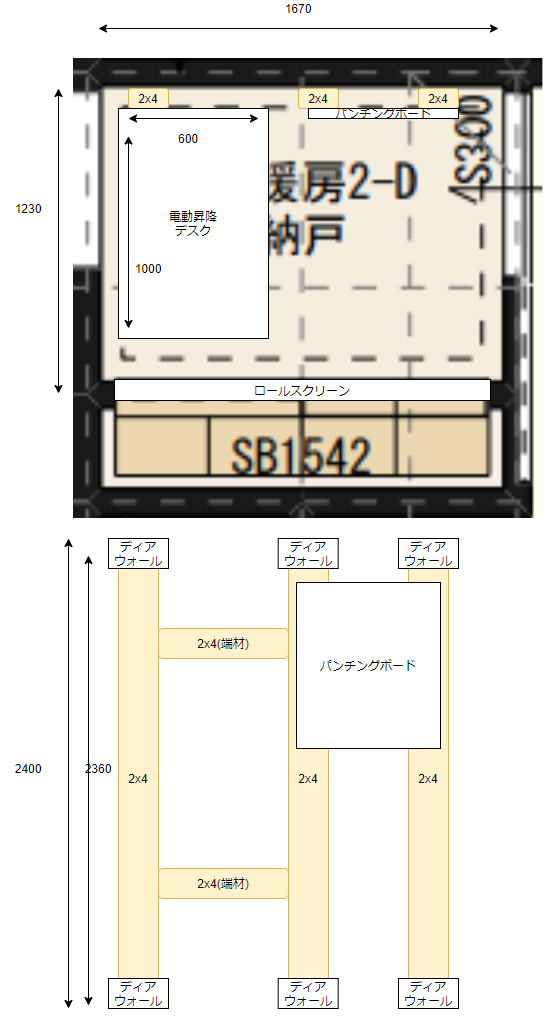 1670
2x4
2x4
2x4
パンチングボード
600
/S300
暖房2-D
1230
電動昇降
デスク
納戸
1000
ロールスクリーン
SB1542
ディア
ウォール
ディア
ウォール
ディア
ウォール
2x4(端材)
パンチングボード
2400
2360
2x4
2x4
2x4
2x4(端材)
ディア
ウォール
ディア
ウォール
ディア
ウォール